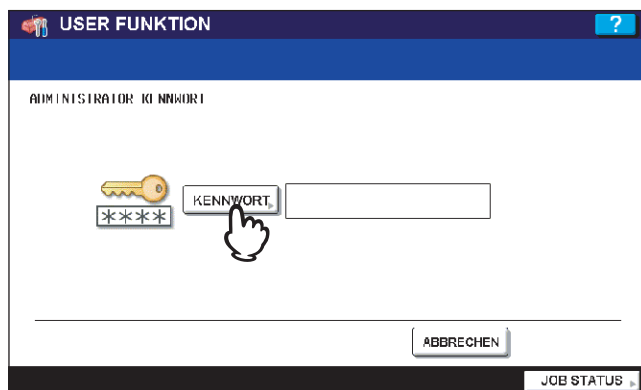 USER FUNKTION ?
ADMINISTRATOR KENNWORT
KENNWORT
****
ABBRECHEN
JOB STATUS